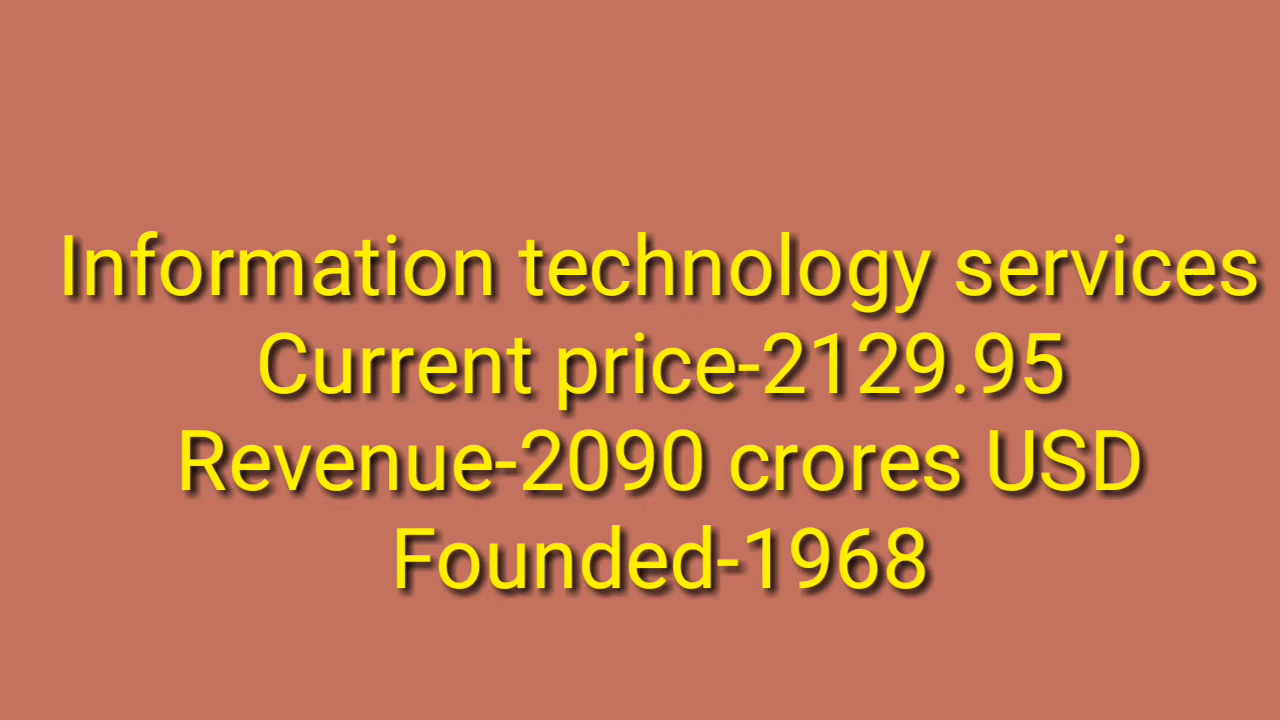 Information technology services
Current price-2129.95
Revenue-2090 crores USD
Founded-1968